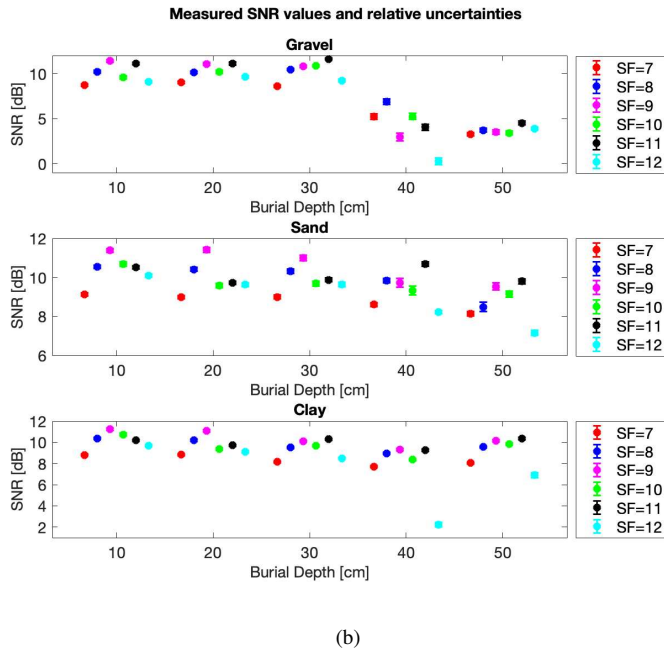 Measured SNR values and relative uncertainties
Gravel
SNR [dB]
10
5
0
10
20
30
40
50
Burial Depth [cm]
SF=7
SF=8
SF=9
SF=10
SF=11
SF=12
Sand
SNR [dB]
12
10
8
6
10
20
30
40
50
Burial Depth [cm]
SF=7
SF=8
SF=9
SF=10
SF=11
SF=12
Clay
SNR [dB]
12
10
8
6
4
2
10
20
30
40
50
Burial Depth [cm]
SF=7
SF=8
SF=9
SF=10
SF=11
SF=12
(b)